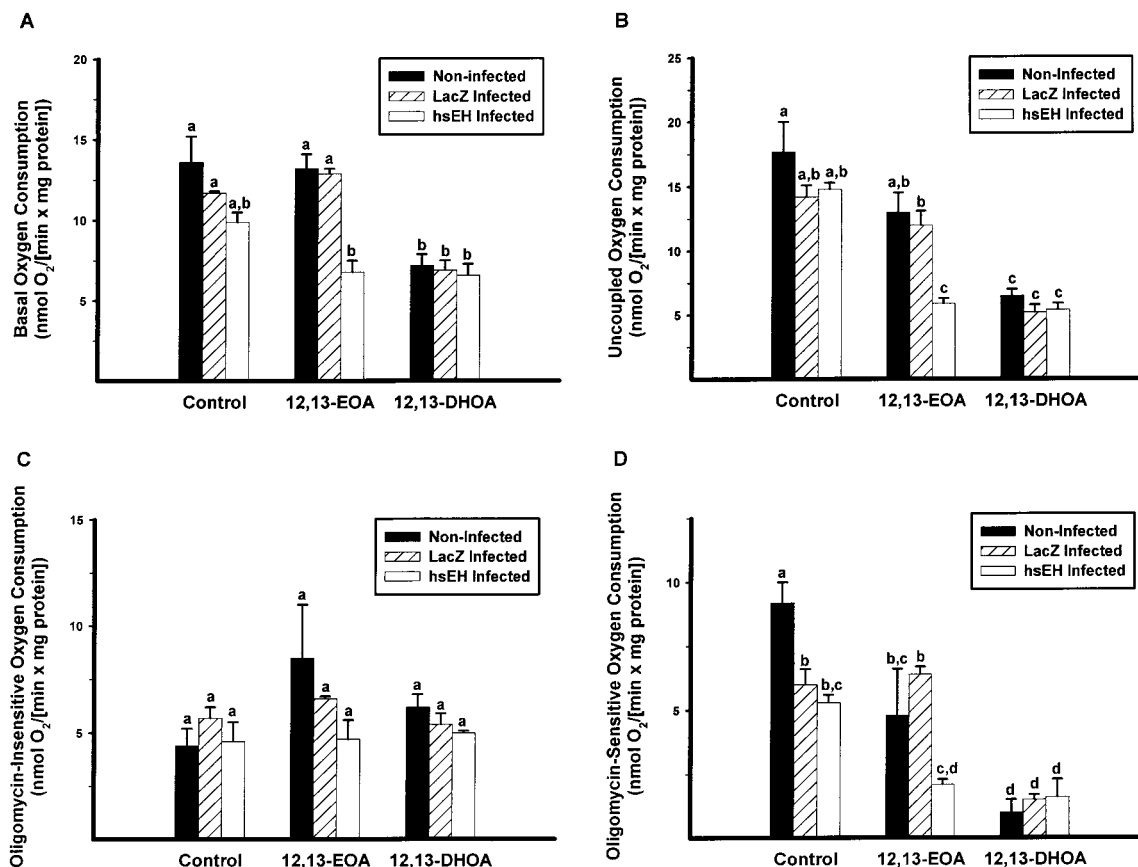 A
Basal Oxygen Consumption
(nmol O2/[min x mg protein])
20
15
10
5
Non-infected
LacZ Infected
hsEH Infected
a
a
a,b
a
a
b
b
b
b
Control
12,13-EOA
12,13-DHOA
B
Uncoupled Oxygen Consumption
(nmol O2/[min x mg protein])
25
20
15
10
5
Non-Infected
LacZ Infected
hsEH Infected
a
a,b
a,b
a,b
b
c
c
c
c
Control
12,13-EOA
12,13-DHOA
C
Oligomycin-Insensitive Oxygen Consumption
(nmol O2/[min x mg protein])
15
10
5
Non-Infected
LacZ Infected
hsEH Infected
a
a
a
a
a
a
a
a
a
Control
12,13-EOA
12,13-DHOA
D
Oligomycin-Sensitive Oxygen Consumption
(nmol O2/[min x mg protein])
10
5
Non-Infected
LacZ Infected
hsEH Infected
a
b
b,c
b,c
b
c,d
d
d
d
Control
12,13-EOA
12,13-DHOA